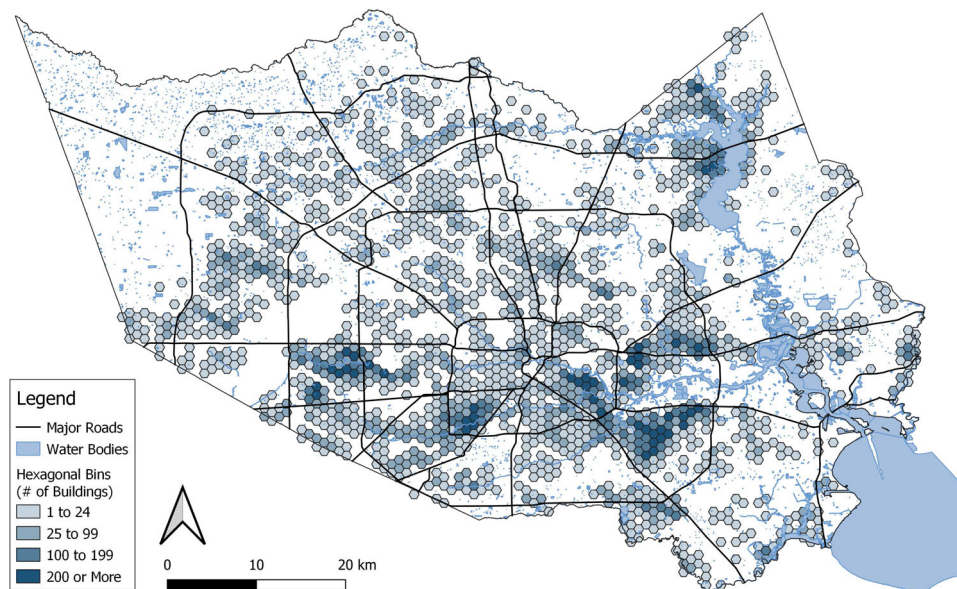 Legend
Major Roads
Water Bodies
Hexagonal Bins
(# of Buildings)
1 to 24
25 to 99
100 to 199
200 or More
0 10 20 km